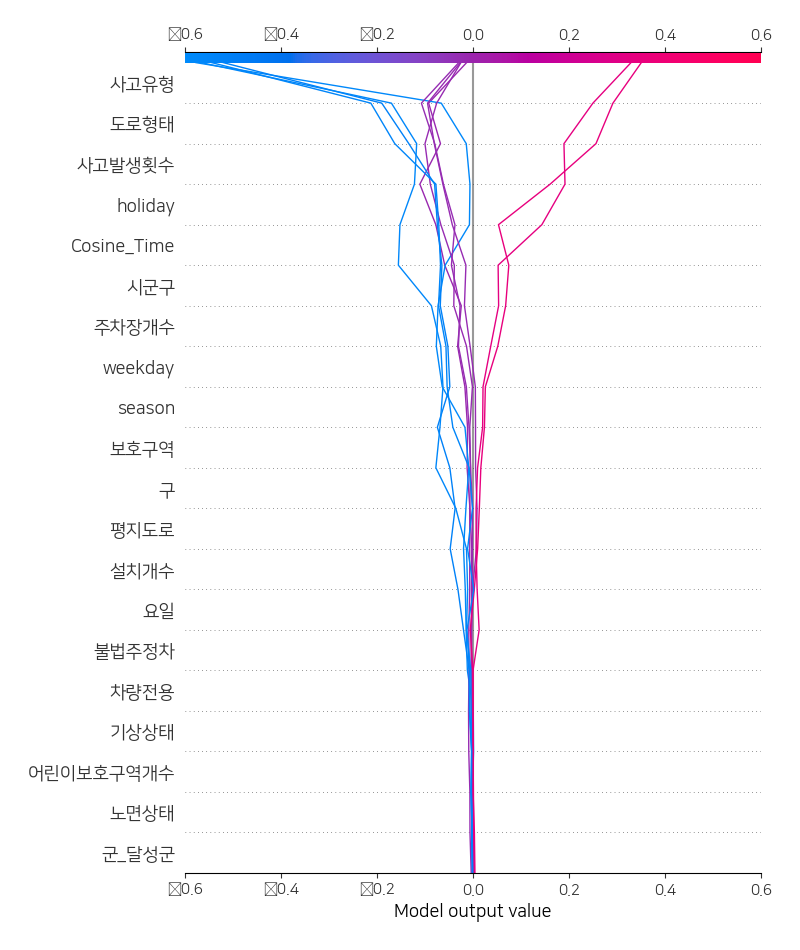 ☒0.6 ☒0.4 ☒0.2 0.0 0.2 0.4 0.6
사고유형
도로형태
사고발생횟수
holiday
Cosine_Time
시군구
주차장개수
weekday
season
보호구역
구
평지도로
설치개수
요일
불법주정차
차량전용
기상상태
어린이보호구역개수
노면상태
군_달성군
☒0.6 ☒0.4 ☒0.2 0.0 0.2 0.4 0.6
Model output value